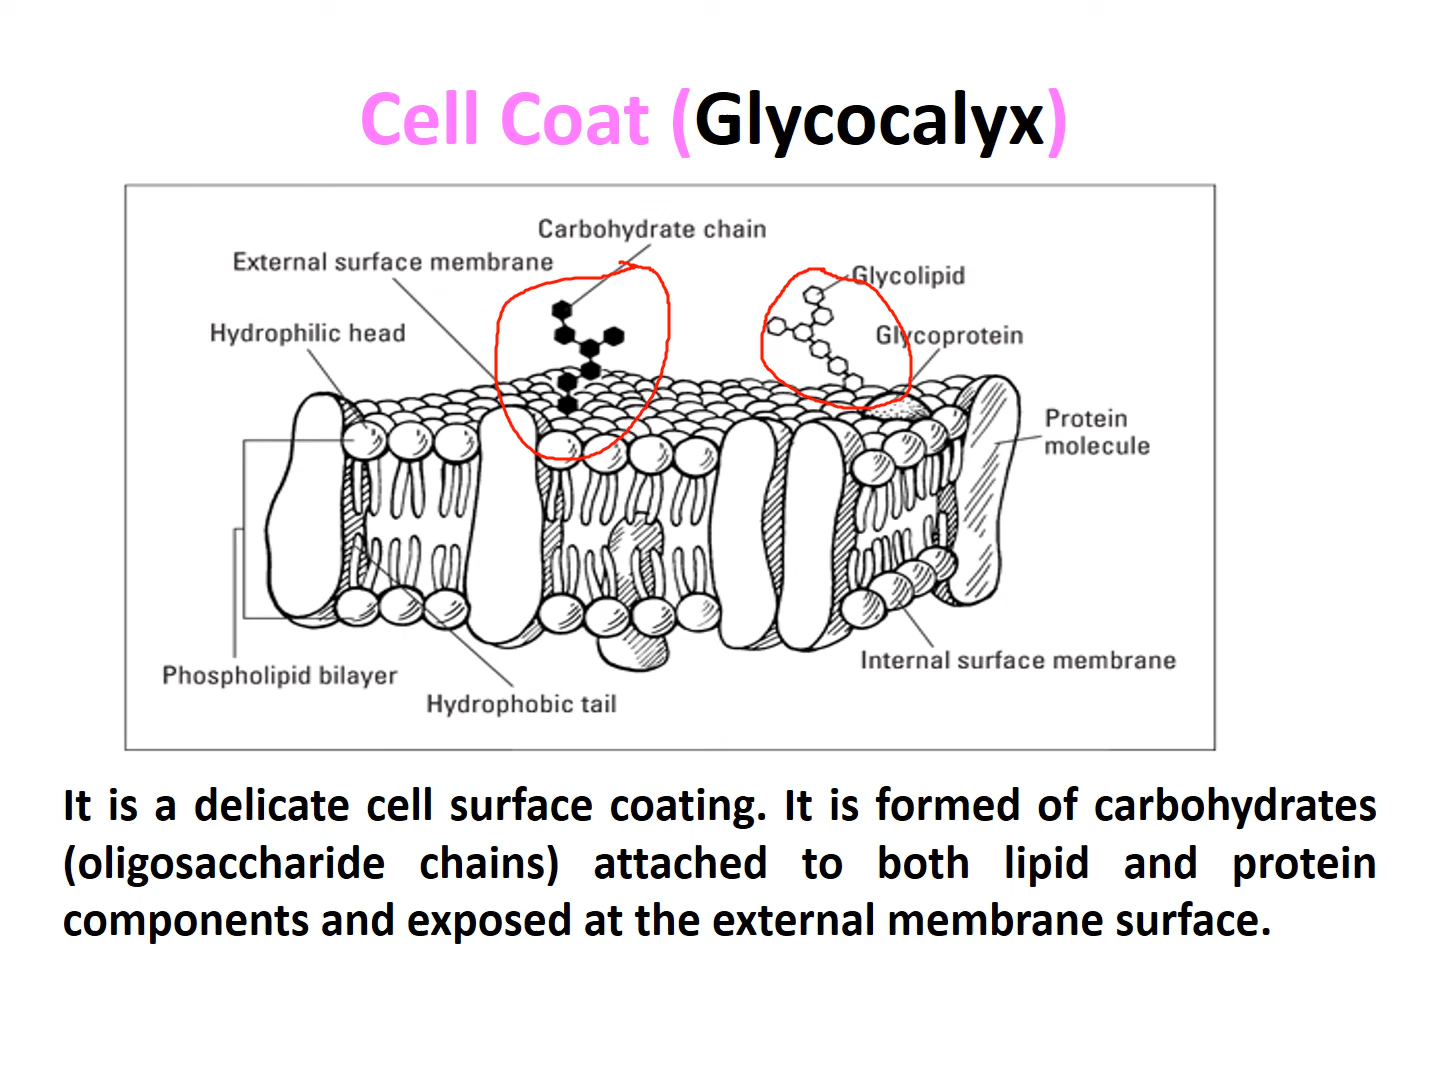 Cell Coat (Glycocalyx)
Carbohydrate chain
External surface membrane
Glycolipid
Hydrophilic head
Glycoprotein
Protein
molecule
Internal surface membrane
Phospholipid bilayer
Hydrophobic tail
It is a delicate cell surface coating. It is formed of carbohydrates
(oligosaccharide chains) attached to both lipid and protein
components and exposed at the external membrane surface.